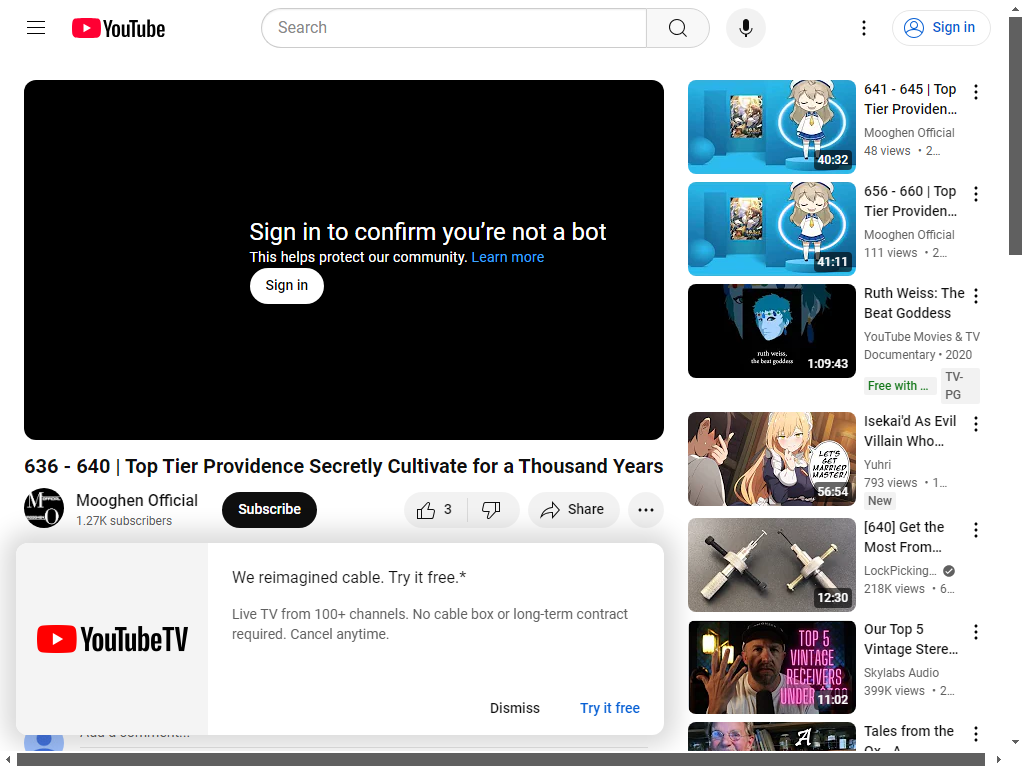 YouTube
Search
Sign in
Sign in to confirm you’re not a bot
This helps protect our community. Learn more
Sign in
636 - 640 | Top Tier Providence Secretly Cultivate for a Thousand Years
Mooghen Official
1.27K subscribers
Subscribe
3
Share
We reimagined cable. Try it free.*
Live TV from 100+ channels. No cable box or long-term contract
required. Cancel anytime.
YouTubeTV
Dismiss
Try it free
Add a comment...
641 - 645 | Top
Tier Providen...
Mooghen Official
48 views • 2...
40:32
656 - 660 | Top
Tier Providen...
Mooghen Official
111 views • 2...
41:11
Ruth Weiss: The
Beat Goddess
YouTube Movies & TV
Documentary • 2020
Free with ...
TV-
PG
ruth weiss,
the beat goddess
1:09:43
Isekai'd As Evil
Villain Who...
Yuhri
793 views • 1...
New
LET'S
GET
MARRIED
MASTER!
56:54
[640] Get the
Most From...
LockPicking...
218K views • 6...
12:30
Our Top 5
Vintage Stere...
Skylabs Audio
399K views • 2...
TOP 5
VINTAGE
RECEIVERS
UNDER
11:02
Tales from the